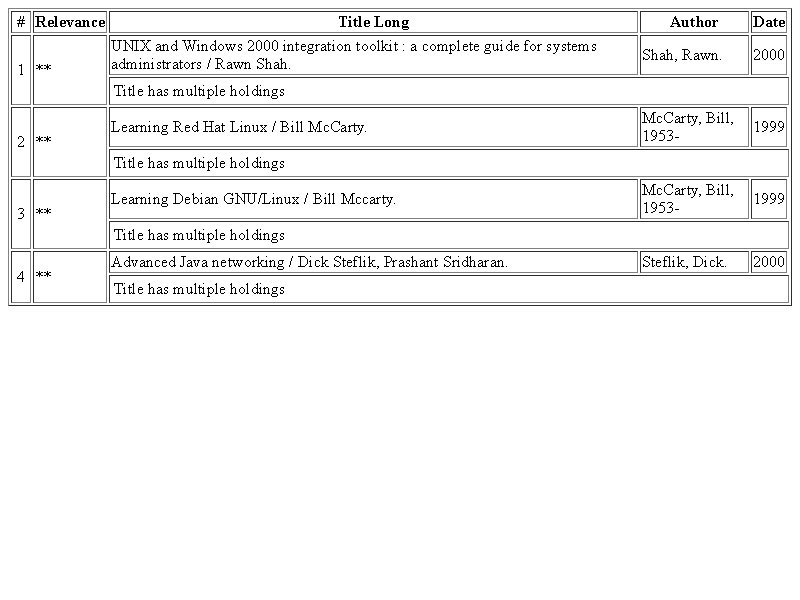 # Relevance Title Long Author Date
1 ** UNIX and Windows 2000 integration toolkit : a complete guide for systems administrators / Rawn Shah. Shah, Rawn. 2000
Title has multiple holdings
2 ** Learning Red Hat Linux / Bill McCarty. McCarty, Bill, 1953- 1999
Title has multiple holdings
3 ** Learning Debian GNU/Linux / Bill Mccarty. McCarty, Bill, 1953- 1999
Title has multiple holdings
4 ** Advanced Java networking / Dick Steflik, Prashant Sridharan. Steflik, Dick. 2000
Title has multiple holdings